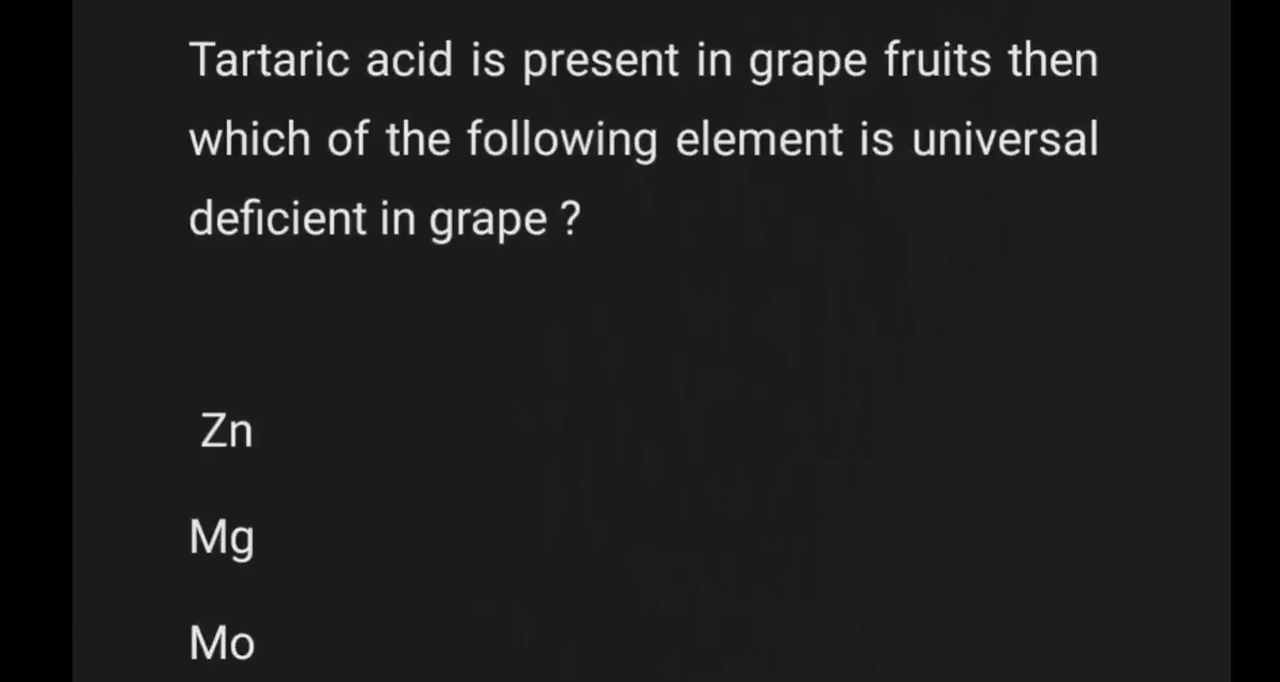 Tartaric acid is present in grape fruits then
which of the following element is universal
deficient in grape ?
Zn
Mg
Mo